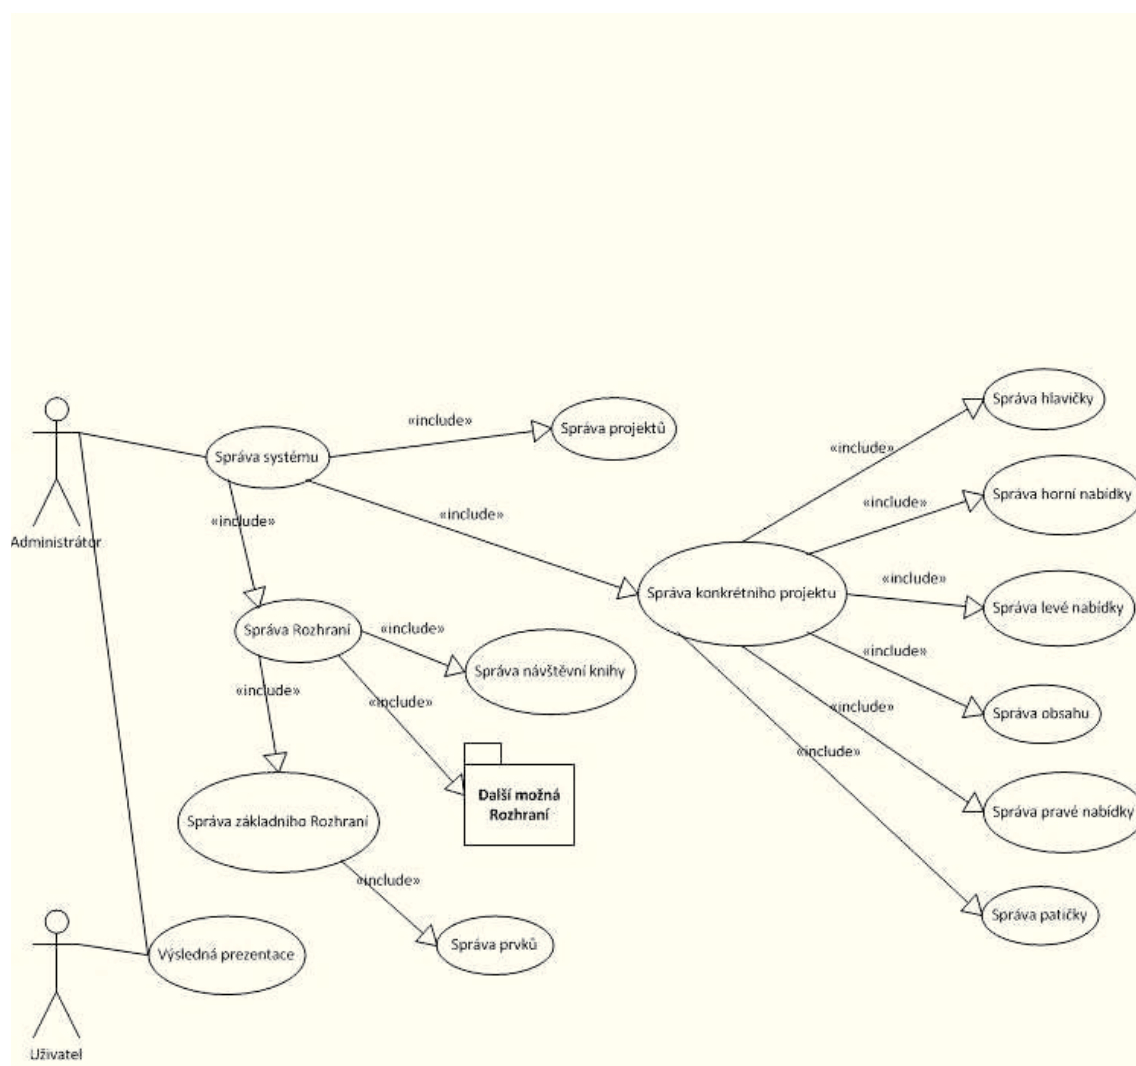 Správa hlavičky
«include»
Správa projektů
«include»
Správa systému
Správa horní nabídky
«include»
«include»
«include»
Administrátor
«include»
Správa konkrétního projektu
Správa levé nabídky
Správa Rozhraní
«include»
«include»
Správa návštěvní knihy
«include»
«include»
«include»
Správa obsahu
«include»
Další možná
Rozhraní
Správa základního Rozhraní
Správa pravé nabídky
«include»
Správa patičky
Správa prvků
Výsledná prezentace
Uživatel